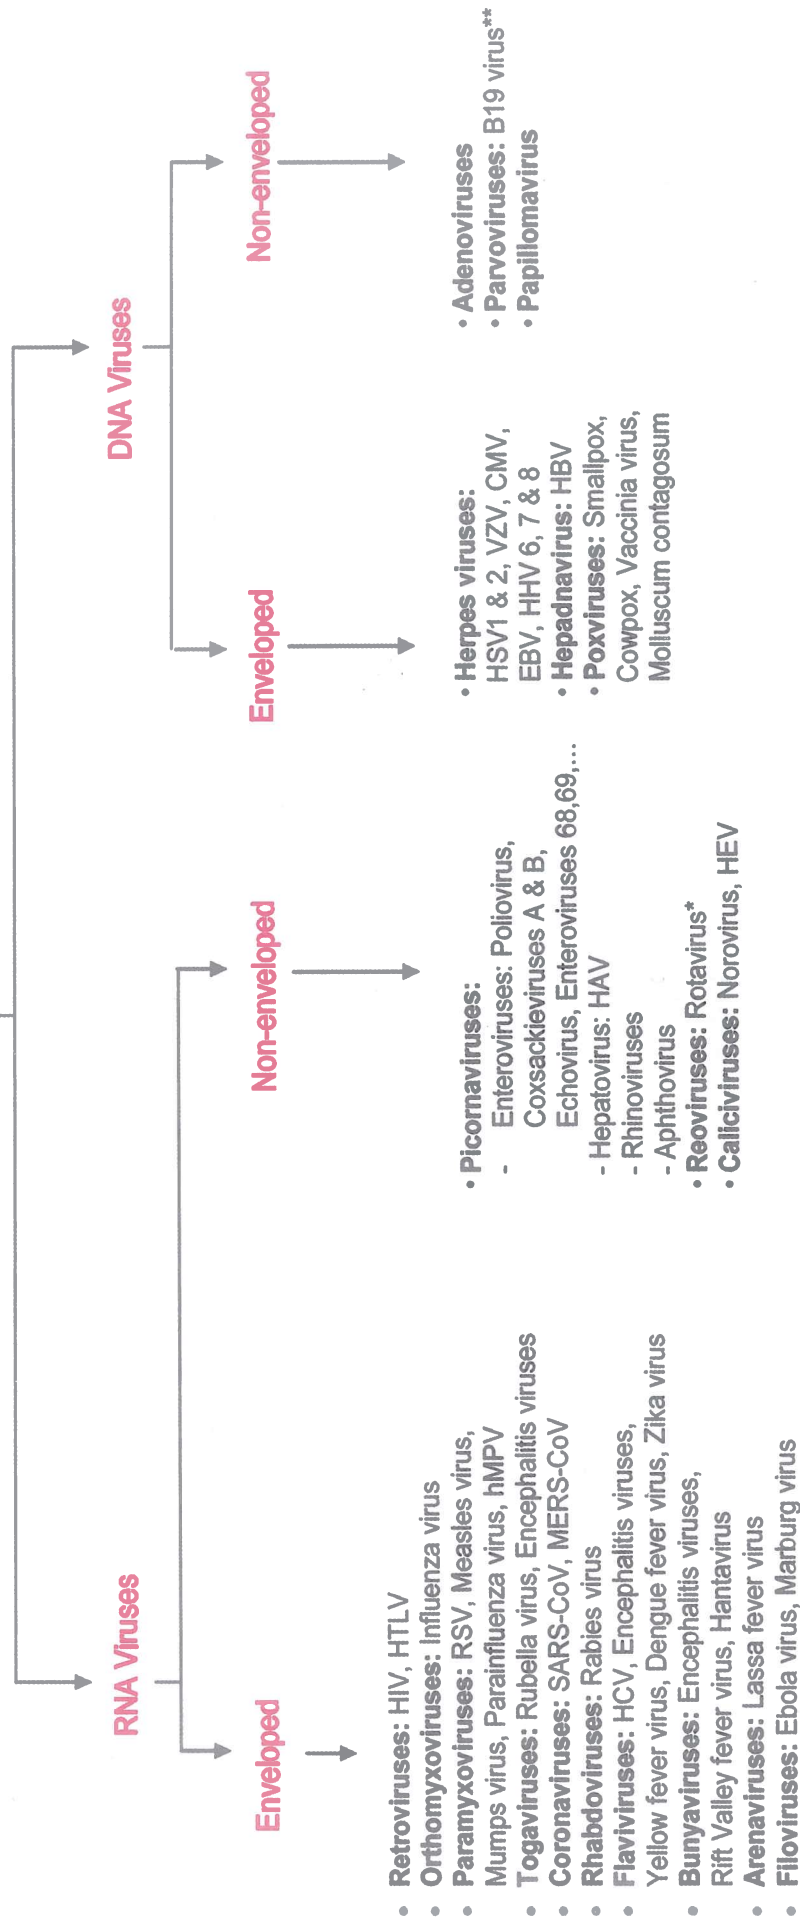 RNA Viruses
DNA Viruses
Enveloped
Non-enveloped
Enveloped
Non-enveloped
• Retroviruses: HIV, HTLV
• Orthomyxoviruses: Influenza virus
• Paramyxoviruses: RSV, Measles virus,
Mumps virus, Parainfluenza virus, hMPV
• Togaviruses: Rubella virus, Encephalitis viruses
• Coronaviruses: SARS-CoV, MERS-CoV
• Rhabdoviruses: Rabies virus
• Flaviviruses: HCV, Encephalitis viruses,
Yellow fever virus, Dengue fever virus, Zika virus
• Bunyaviruses: Encephalitis viruses,
Rift Valley fever virus, Hantavirus
• Arenaviruses: Lassa fever virus
• Filoviruses: Ebola virus, Marburg virus
• Picornaviruses:
- Enteroviruses: Poliovirus,
Coxsackieviruses A & B,
Echovirus, Enteroviruses 68,69,...
- Hepatovirus: HAV
- Rhinoviruses
- Aphthovirus
• Reoviruses: Rotavirus*
• Caliciviruses: Norovirus, HEV
• Herpes viruses:
HSV1 & 2, VZV, CMV,
EBV, HHV 6, 7 & 8
• Hepadnavirus: HBV
• Poxviruses: Smallpox,
Cowpox, Vaccinia virus,
Molluscum contagosum
• Adenoviruses
• Parvoviruses: B19 virus**
• Papillomavirus